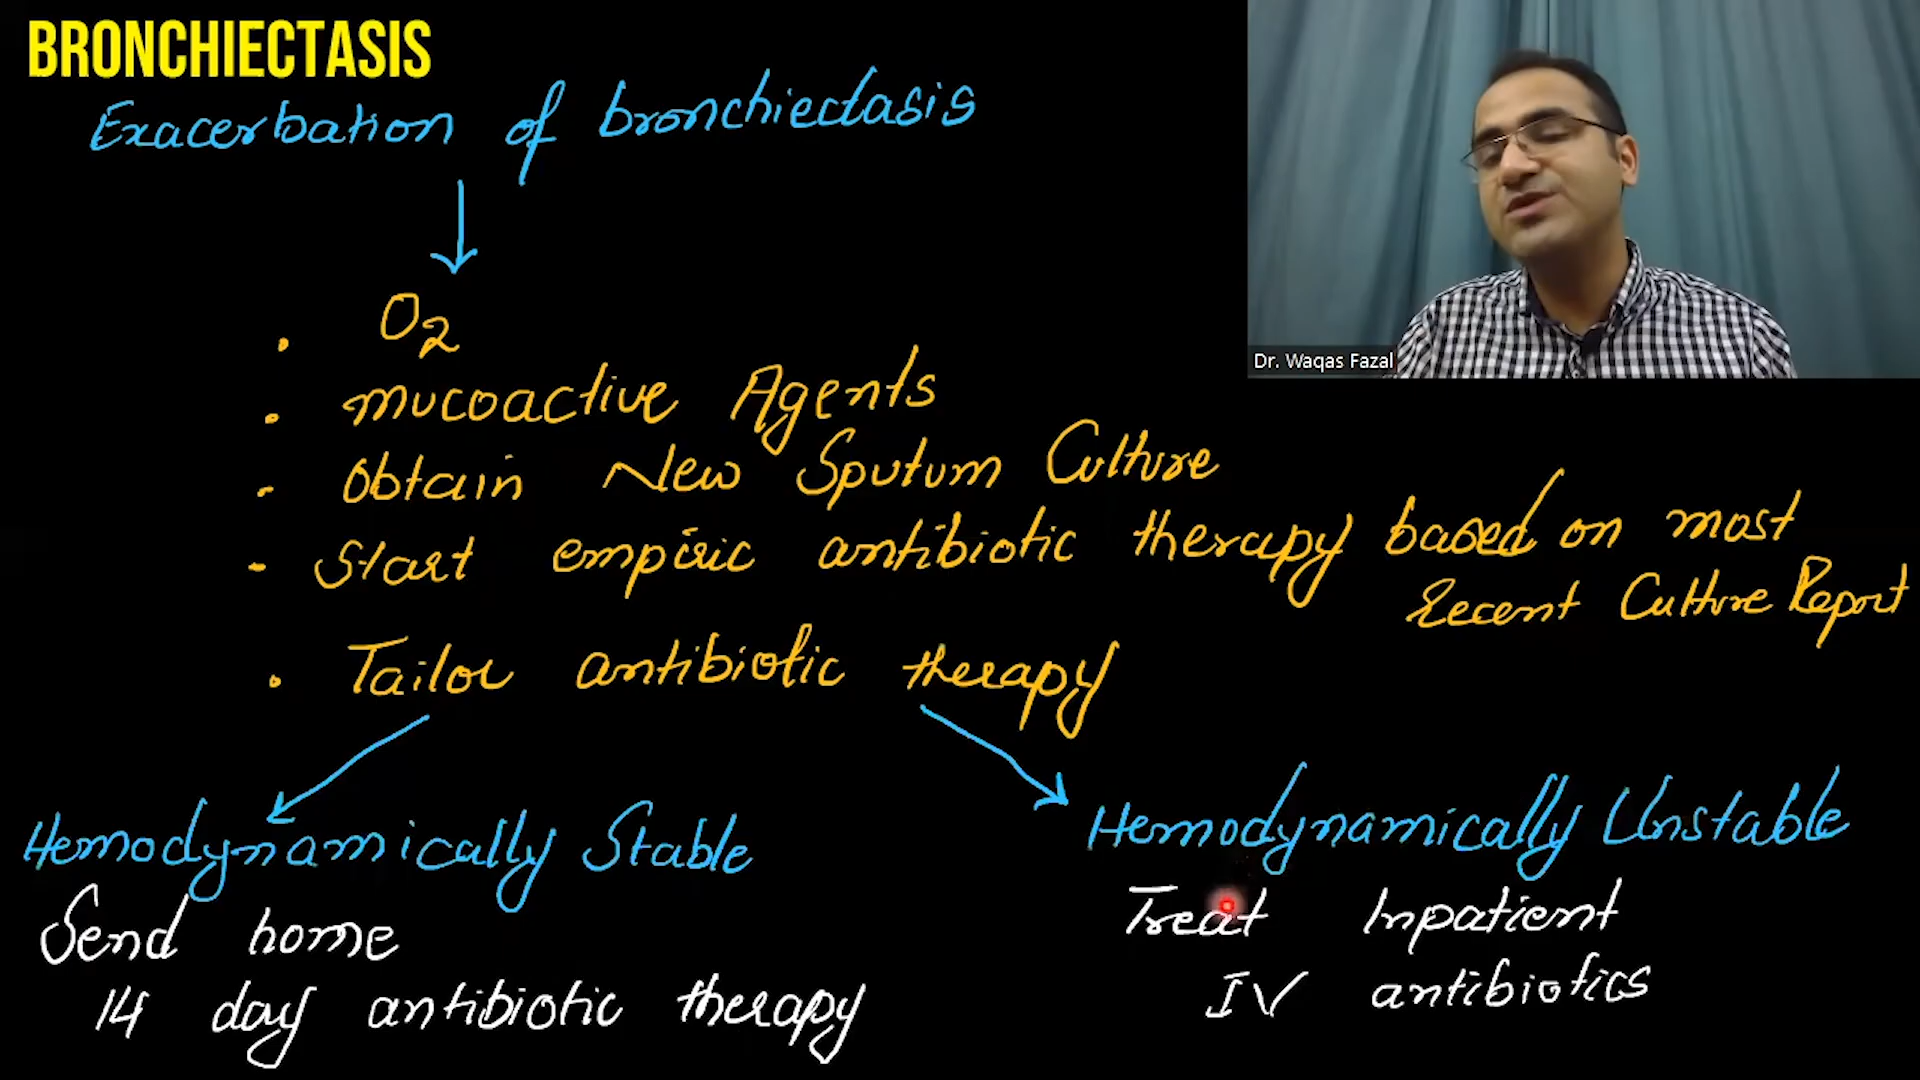 BRONCHIECTASIS
Exacerbation of bronchiectasis
Dr. Waqas Fazal
• O2
• mucoactive Agents
- Obtain New Sputum Culture
- Start empiric antibiotic therapy based on most
recent Culture Report
• Tailor antibiotic therapy
Hemodynamically Stable
Send home
14 day antibiotic therapy
Hemodynamically Unstable
Treat Inpatient
IV antibiotics